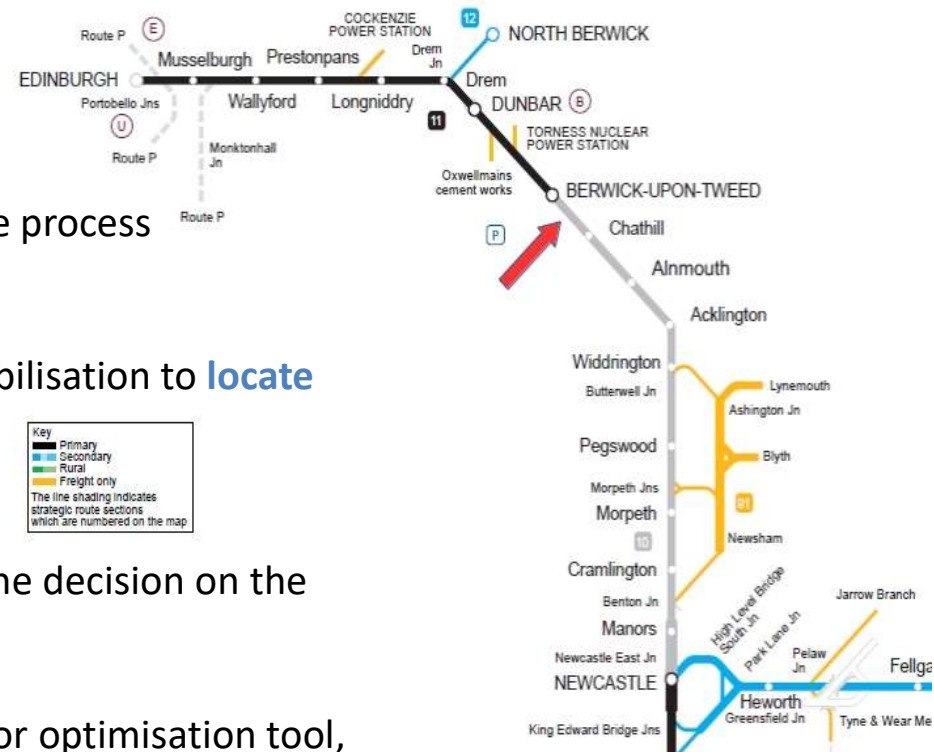 COCKENZIE
POWER STATION
12
NORTH BERWICK
Route P
E
Musselburgh
Prestonpans
Drem
Jn
EDINBURGH
Drem
Portobello Jns
Wallyford
Longniddry
DUNBAR
B
U
11
TORNESS NUCLEAR
POWER STATION
Route P
Monktonhall
Jn
Oxwellmains
cement works
BERWICK-UPON-TWEED
Route P
e process
P
Chathill
Alnmouth
Acklington
bilisation to locate
Widdrington
Butterwell Jn
Lynemouth
Ashington Jn
Key
Primary
Secondary
Rural
Freight only
The line shading indicates
strategic route sections
which are numbered on the map
Pegswood
Blyth
Morpeth Jns
91
Morpeth
10
Newsham
ne decision on the
Cramlington
Benton Jn
High Level Bridge
South Jn
Park Lane Jn
Jarrow Branch
Manors
Newcastle East Jn
Pelaw
Jn
Fellga
NEWCASTLE
Heworth
Greensfield Jn
Tyne & Wear Me
King Edward Bridge Jns
or optimisation tool,